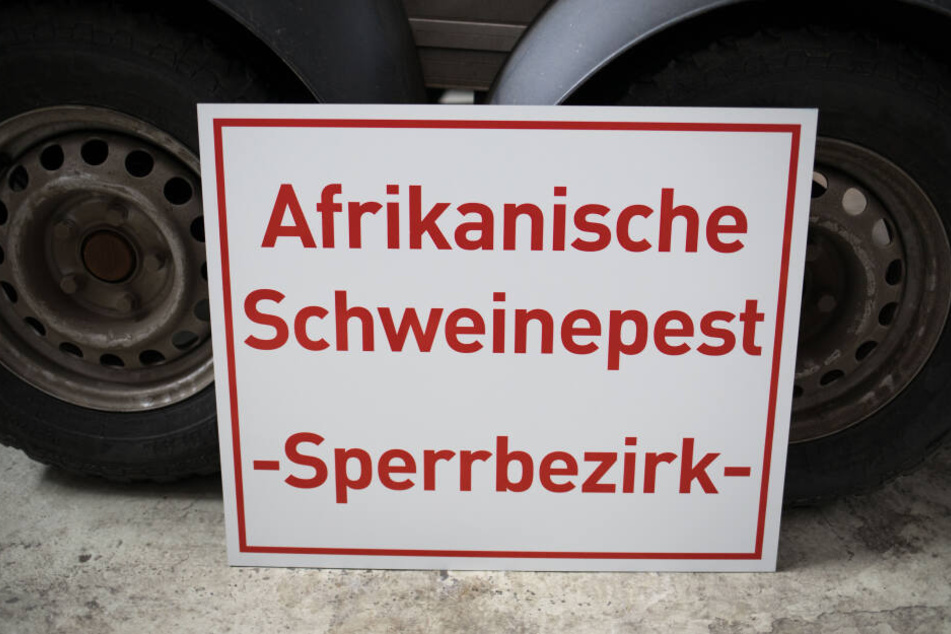 Afrikanische
Schweinepest
-Sperrbezirk-